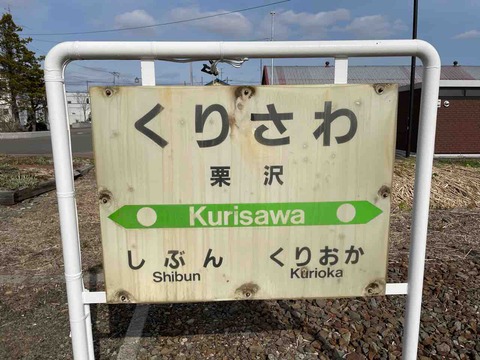 くりさわ
栗沢
Kurisawa
しぶん くりおか
Shibun Kurioka